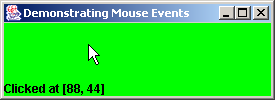 Demonstrating Mouse Events
Clicked at [88, 44]